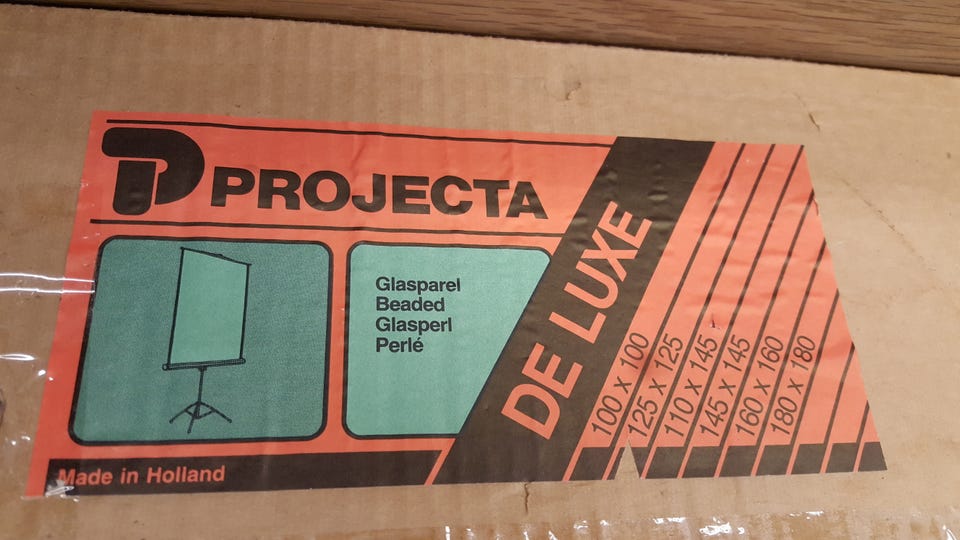 PROJECTA
Glasparel
Beaded
Glasperl
Perlé
DE LUXE
100 x 100
125 x 125
110 x 145
145 x 145
160 x 160
180 x 180
Made in Holland